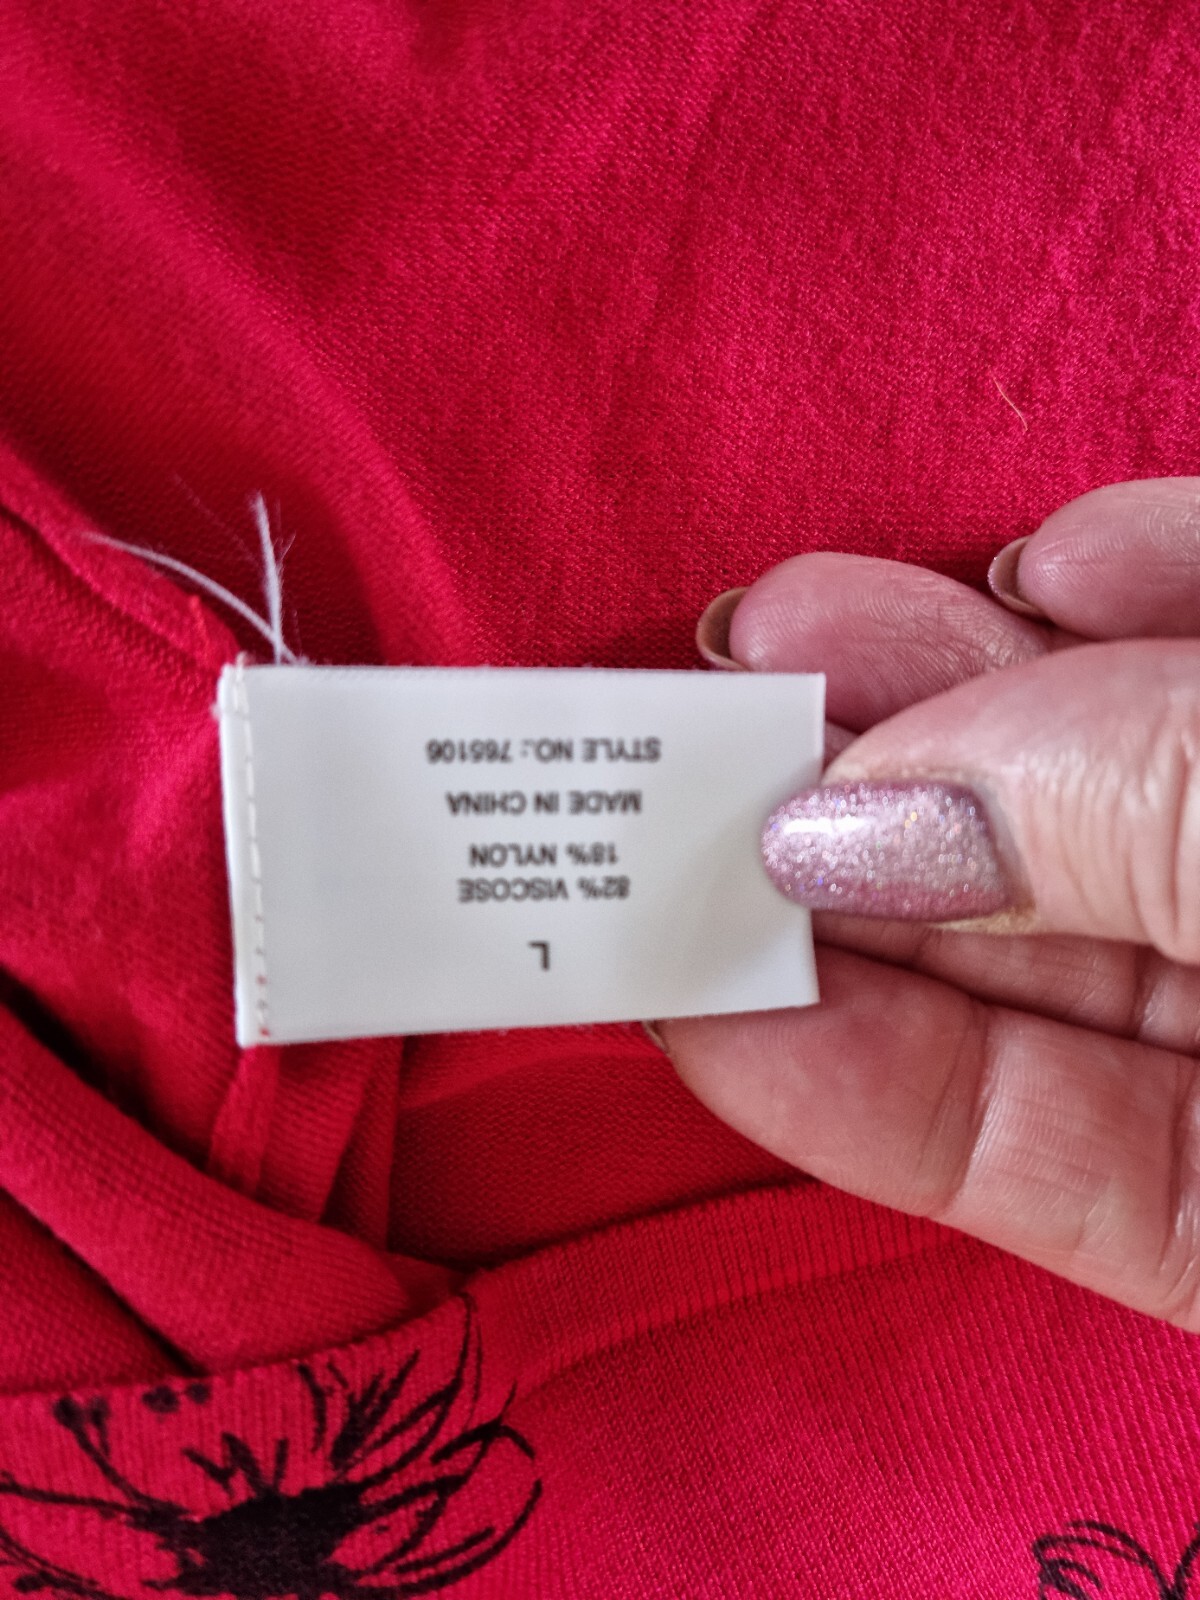 L
82% VISCOSE
18% NYLON
MADE IN CHINA
STYLE NO.: 765106